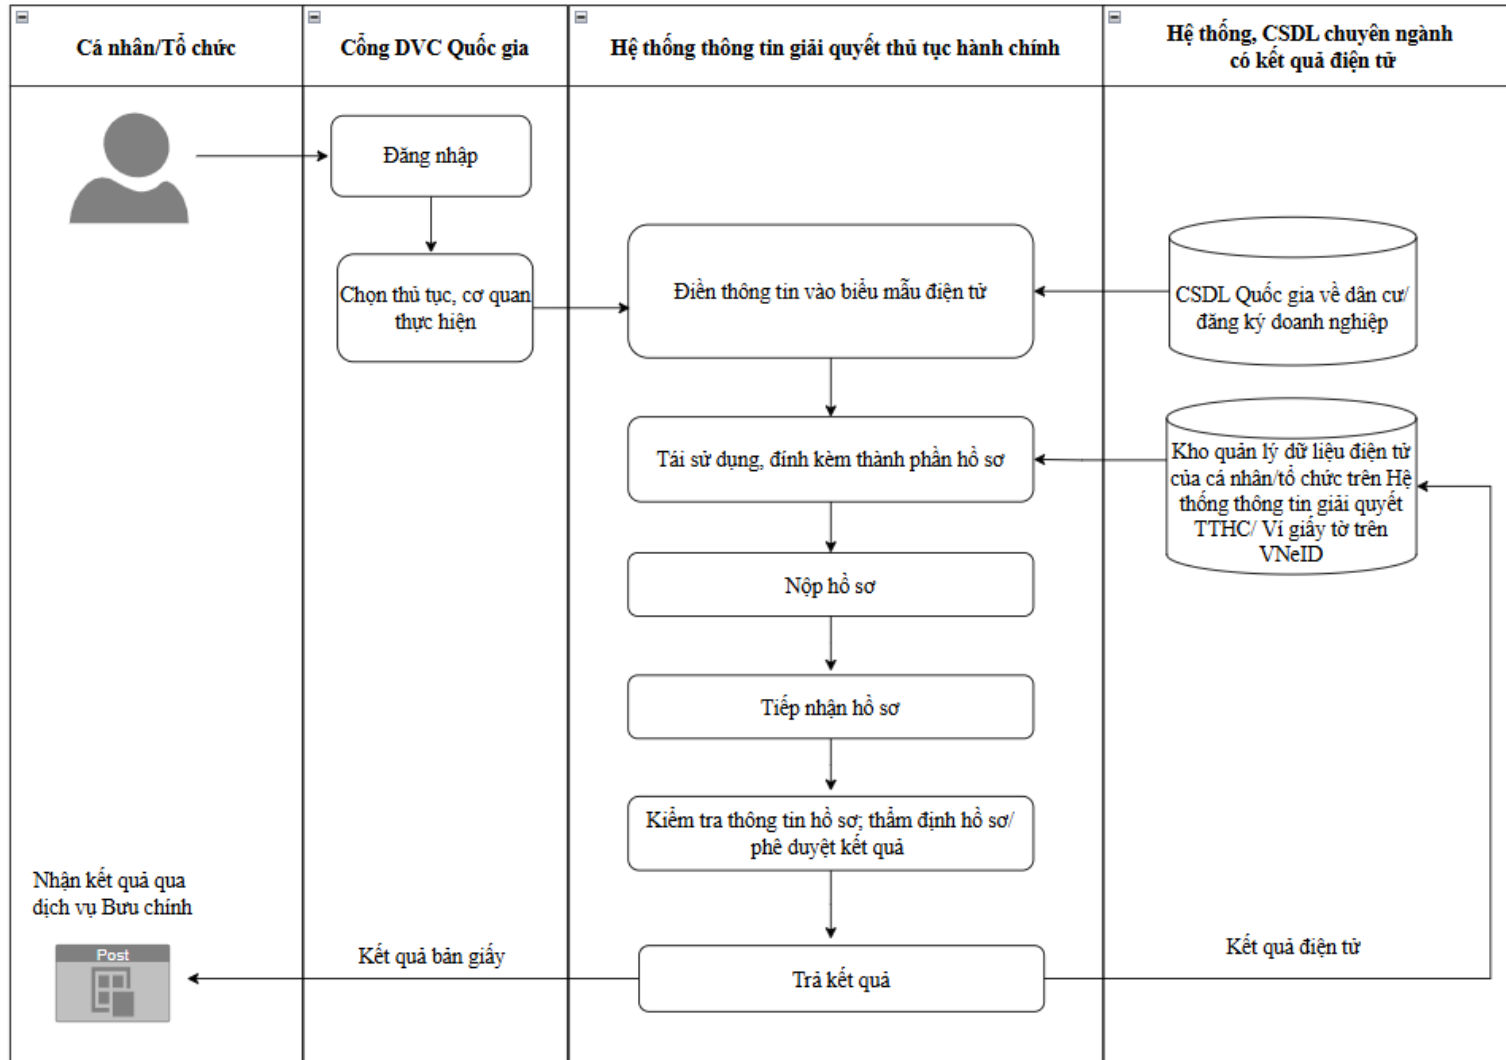 Cá nhân/Tổ chức
Cổng DVC Quốc gia
Hệ thống thông tin giải quyết thủ tục hành chính
Hệ thống, CSDL chuyên ngành
có kết quả điện tử
Đăng nhập
Chọn thủ tục, cơ quan
thực hiện
Điền thông tin vào biểu mẫu điện tử
CSDL Quốc gia về dân cư/
đăng ký doanh nghiệp
Tái sử dụng, đính kèm thành phần hồ sơ
Kho quản lý dữ liệu điện tử
của cá nhân/tổ chức trên Hệ
thống thông tin giải quyết
TTHC/ Ví giấy tờ trên
VNeID
Nộp hồ sơ
Tiếp nhận hồ sơ
Kiểm tra thông tin hồ sơ; thẩm định hồ sơ/
phê duyệt kết quả
Nhận kết quả qua
dịch vụ Bưu chính
Post
Kết quả bản giấy
Trả kết quả
Kết quả điện tử